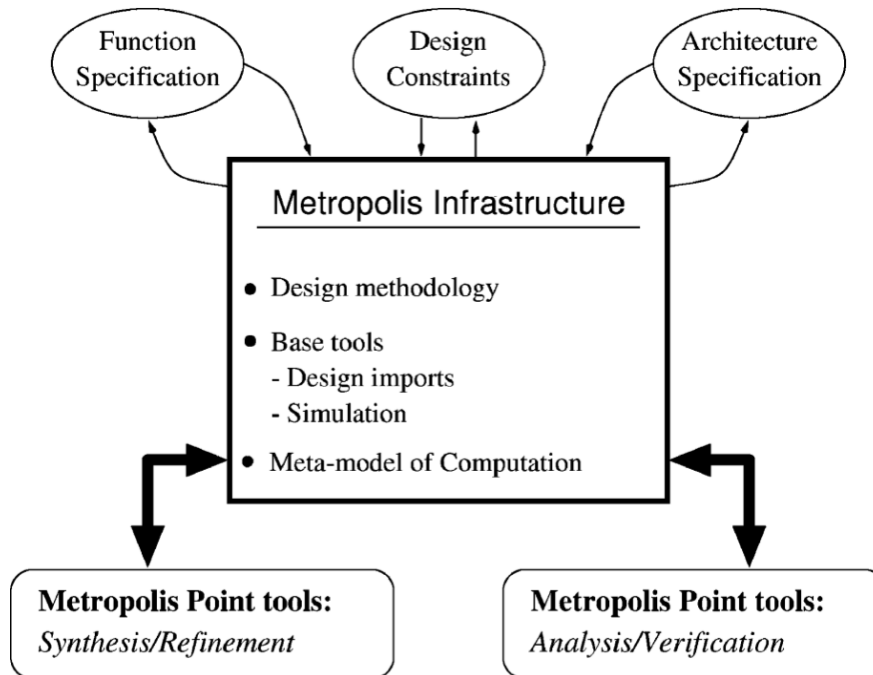 Function
Specification
Design
Constraints
Architecture
Specification
Metropolis Infrastructure
• Design methodology
• Base tools
- Design imports
- Simulation
• Meta-model of Computation
Metropolis Point tools:
Synthesis/Refinement
Metropolis Point tools:
Analysis/Verification